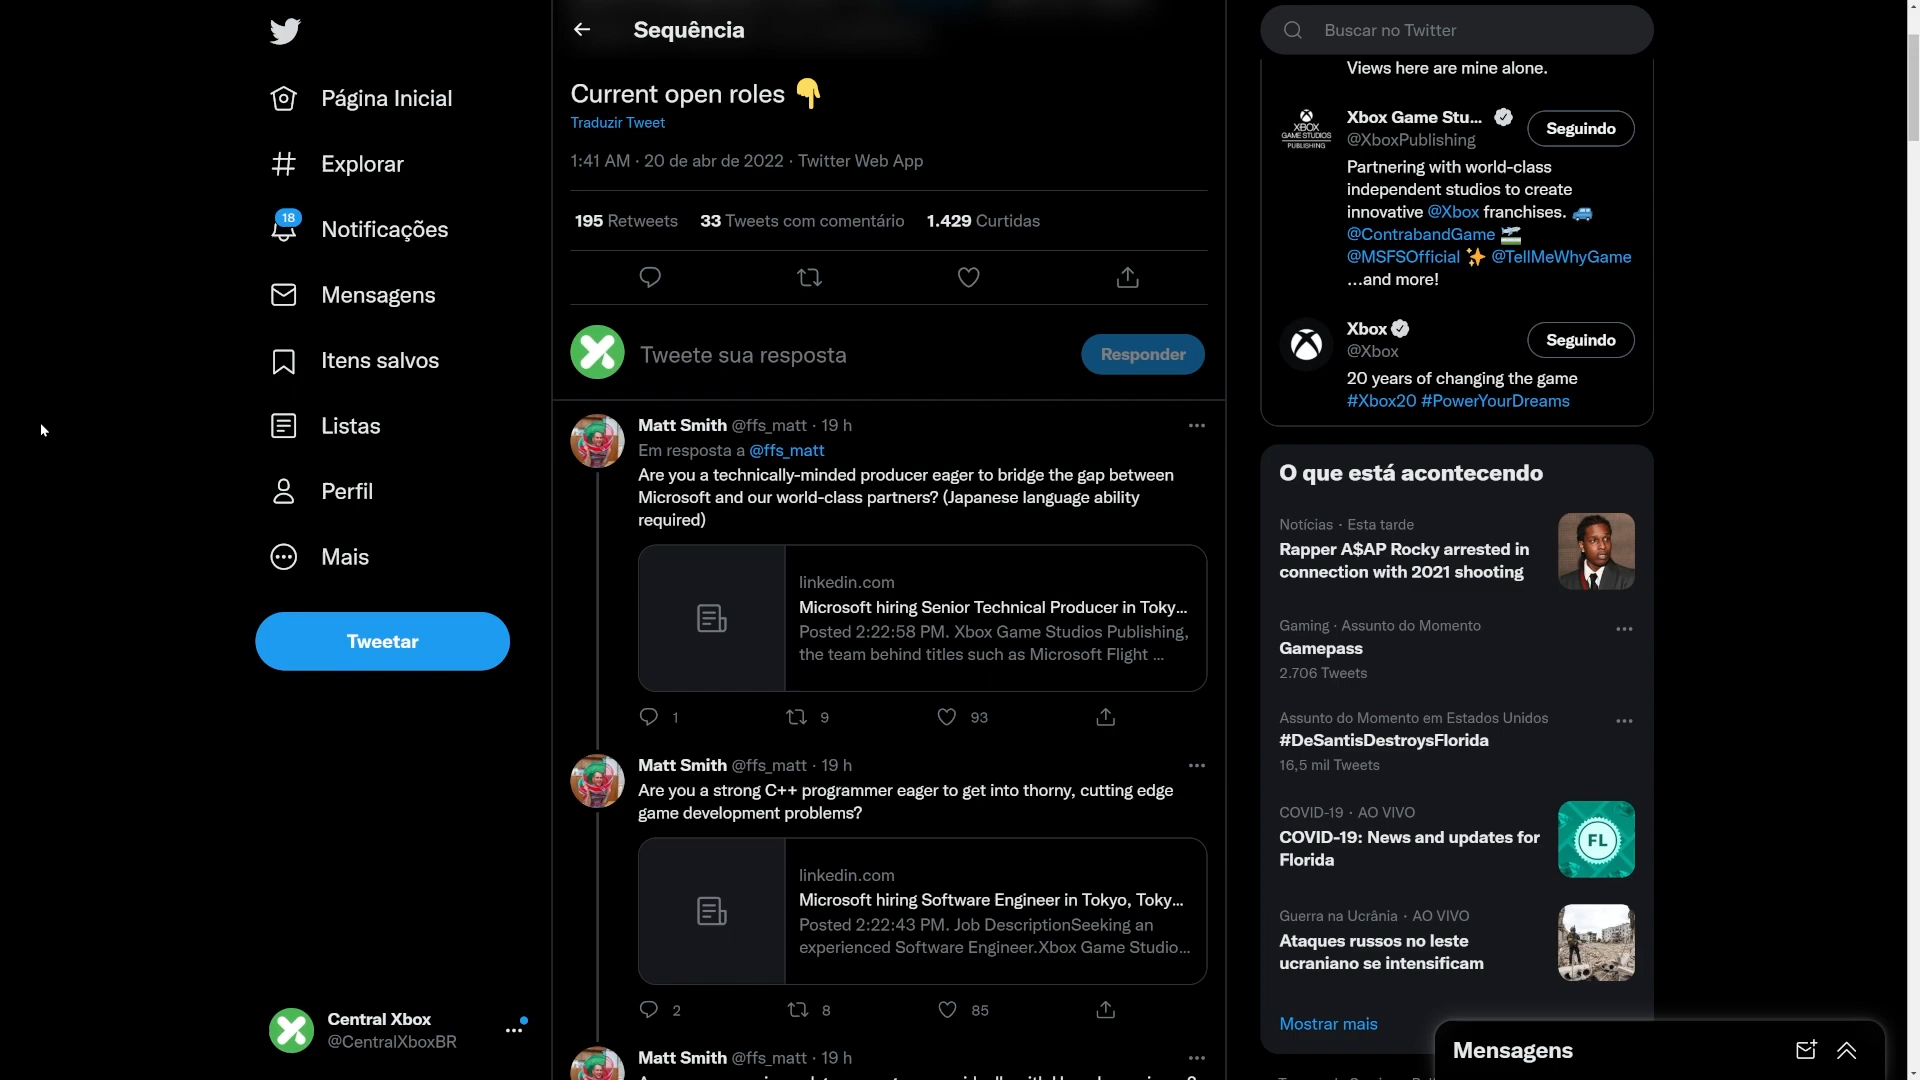 Sequência
Current open roles
Traduzir Tweet
1:41 AM · 20 de abr de 2022 · Twitter Web App
195 Retweets 33 Tweets com comentário 1.429 Curtidas
Tweete sua resposta
Responder
Matt Smith @ffs_matt · 19 h
Em resposta a @ffs_matt
Are you a technically-minded producer eager to bridge the gap between
Microsoft and our world-class partners? (Japanese language ability
required)
linkedin.com
Microsoft hiring Senior Technical Producer in Toky...
Posted 2:22:58 PM. Xbox Game Studios Publishing,
the team behind titles such as Microsoft Flight ...
1 9 93
Matt Smith @ffs_matt · 19 h
Are you a strong C++ programmer eager to get into thorny, cutting edge
game development problems?
linkedin.com
Microsoft hiring Software Engineer in Tokyo, Toky...
Posted 2:22:43 PM. Job DescriptionSeeking an
experienced Software Engineer.Xbox Game Studio...
2 8 85
Matt Smith @ffs_matt · 19 h
Página Inicial
Explorar
18
Notificações
Mensagens
Itens salvos
Listas
Perfil
Mais
Tweetar
Central Xbox
@CentralXboxBR
Buscar no Twitter
Views here are mine alone.
XBOX
GAME STUDIOS
PUBLISHING
Xbox Game Stu...
@XboxPublishing
Seguindo
Partnering with world-class
independent studios to create
innovative @Xbox franchises.
@ContrabandGame
@MSFSOfficial @TellMeWhyGame
...and more!
Xbox
@Xbox
Seguindo
20 years of changing the game
#Xbox20 #PowerYourDreams
O que está acontecendo
Notícias · Esta tarde
Rapper A$AP Rocky arrested in
connection with 2021 shooting
Gaming · Assunto do Momento
Gamepass
2.706 Tweets
Assunto do Momento em Estados Unidos
#DeSantisDestroysFlorida
16,5 mil Tweets
COVID-19 · AO VIVO
COVID-19: News and updates for
Florida
FL
Guerra na Ucrânia · AO VIVO
Ataques russos no leste
ucraniano se intensificam
Mostrar mais
Mensagens